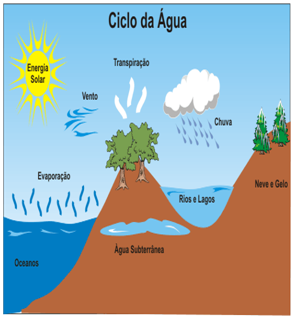 Ciclo da Água
Energia
Solar
Transpiração
Vento
Chuva
Evaporação
Neve e Gelo
Rios e Lagos
Água Subterrânea
Oceanos